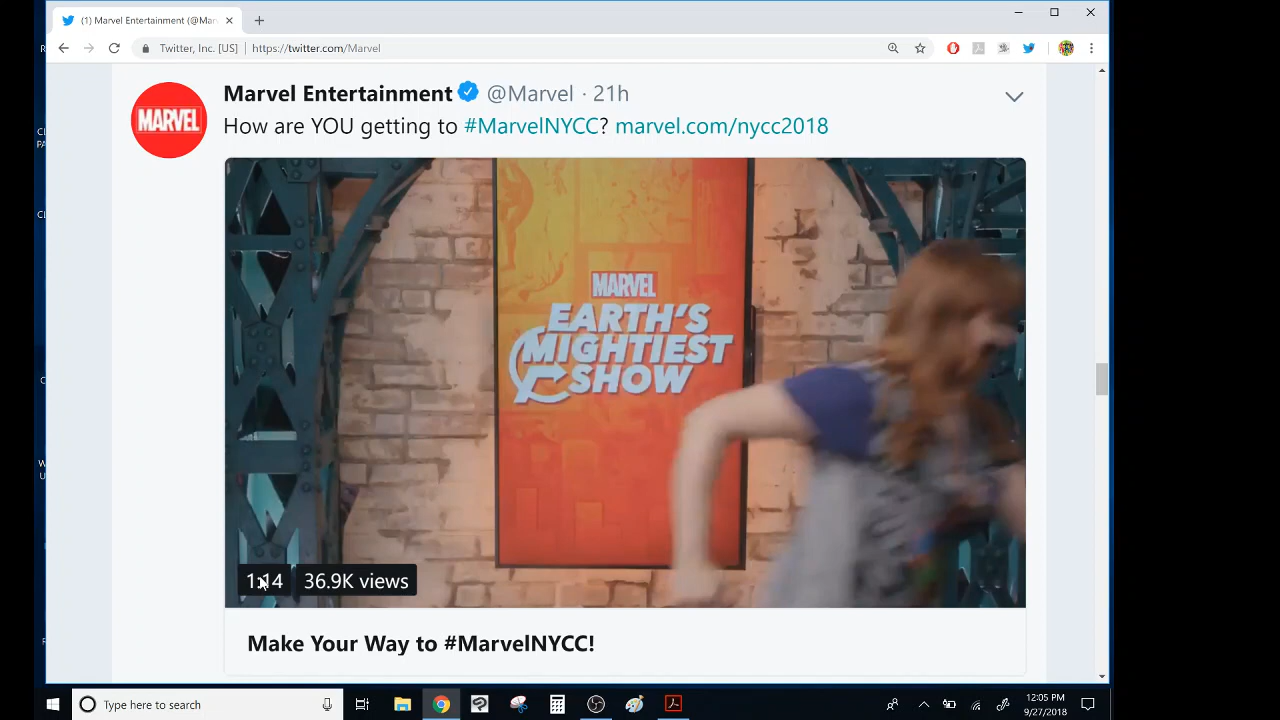 (1) Marvel Entertainment (@Mar
Twitter, Inc. [US]
https://twitter.com/Marvel
MARVEL
Marvel Entertainment @Marvel · 21h
How are YOU getting to #MarvelNYCC? marvel.com/nycc2018
MARVEL
EARTH'S
MIGHTIEST
SHOW
1:14
36.9K views
Make Your Way to #MarvelNYCC!
Type here to search
12:05 PM
9/27/2018